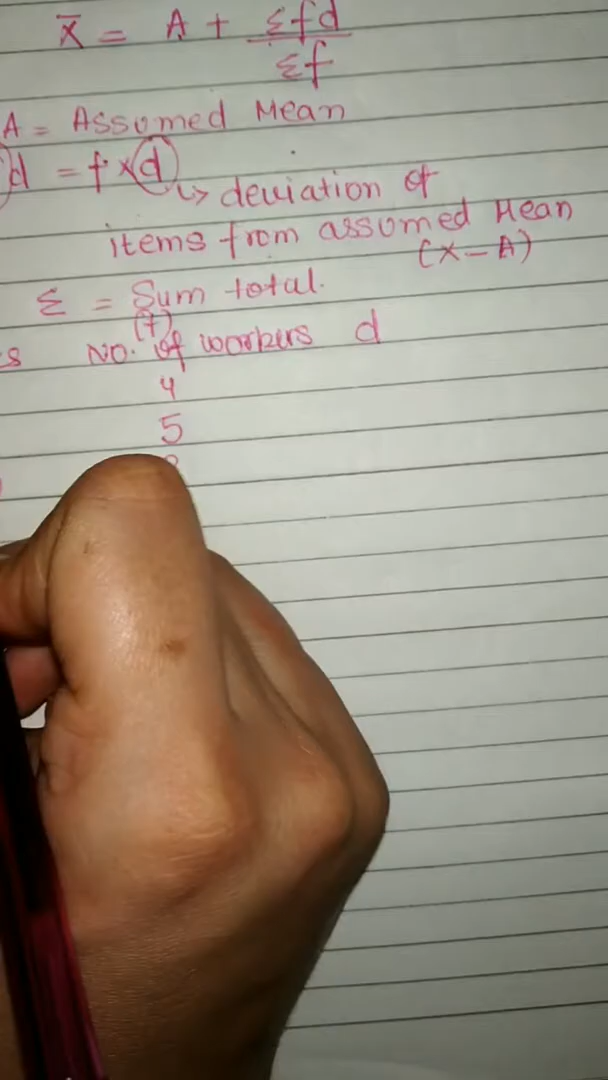 x̄ = A + Σfd / Σf
A = Assumed Mean
d = f × d
↳ deviation of
items from assumed Mean
(x - A)
Σ = Sum total.
(f)
No. of workers d
4
5